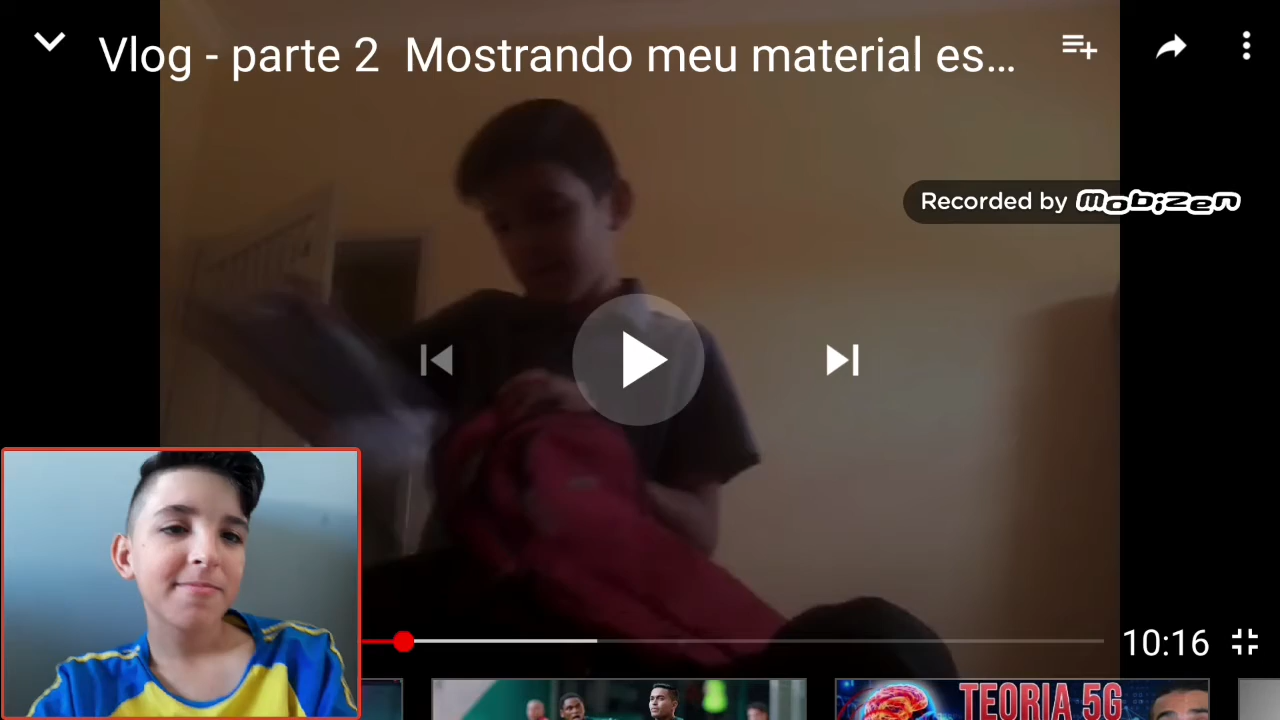 Vlog - parte 2  Mostrando meu material es...
Recorded by mobizen
10:16
TEORIA 5G